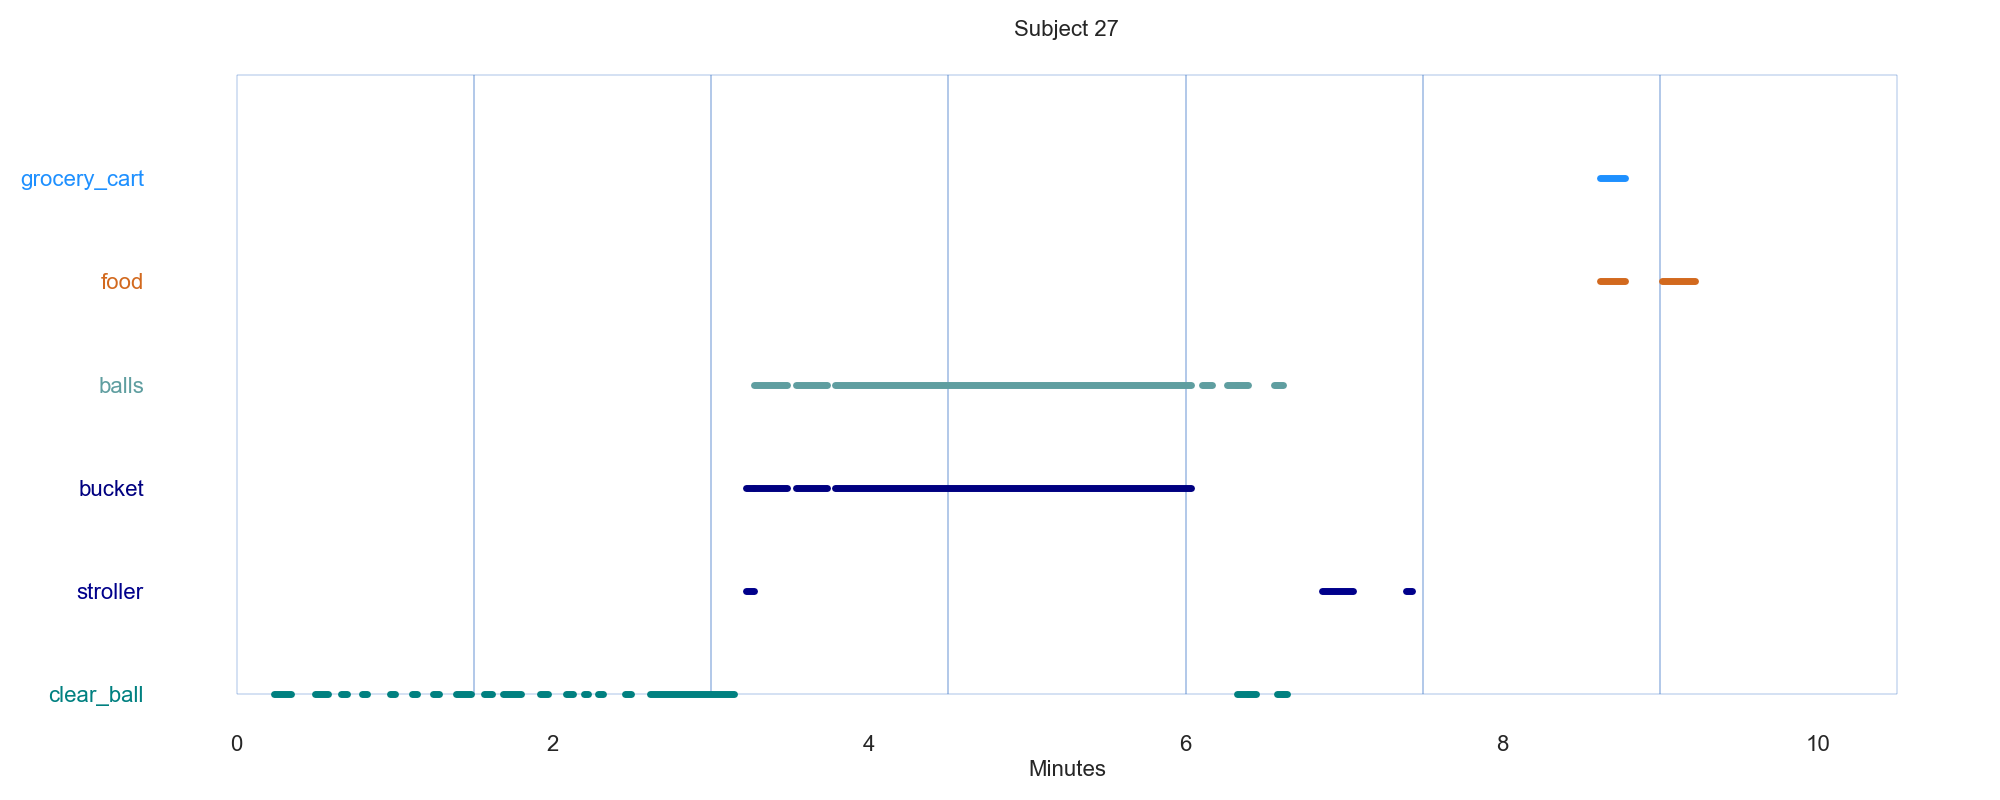 Subject 27
grocery_cart
food
balls
bucket
stroller
clear_ball
0 2 4 6 8 10
Minutes